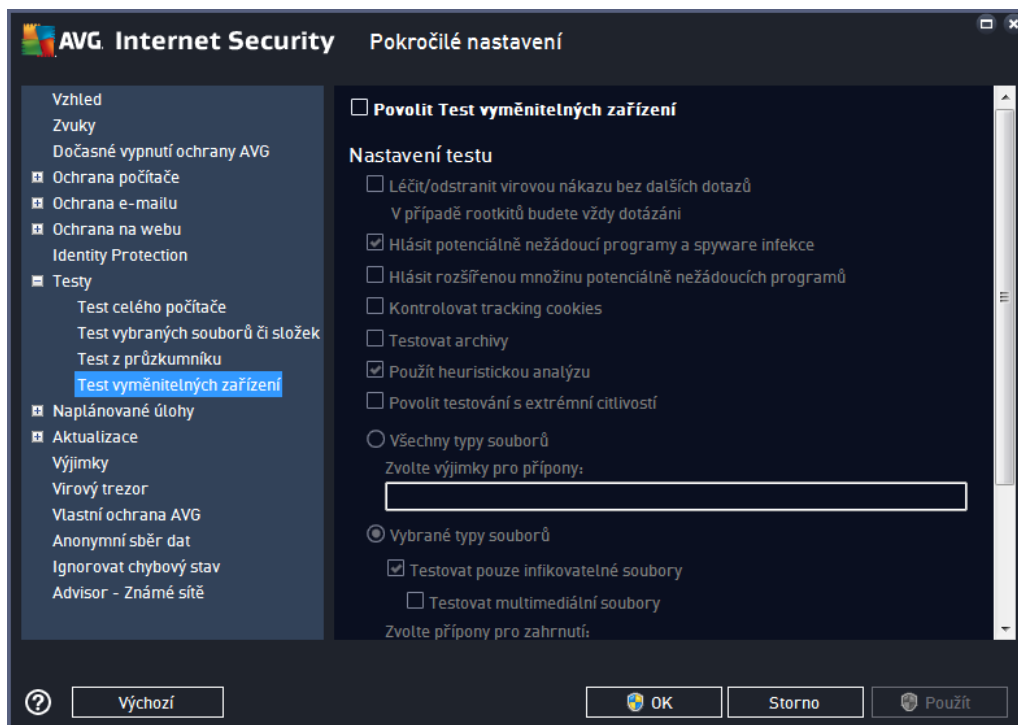 AVG. Internet Security Pokročilé nastavení
Vzhled
Zvuky
Dočasné vypnutí ochrany AVG
Ochrana počítače
Ochrana e-mailu
Ochrana na webu
Identity Protection
Testy
Test celého počítače
Test vybraných souborů či složek
Test z průzkumníku
Test vyměnitelných zařízení
Naplánované úlohy
Aktualizace
Výjimky
Virový trezor
Vlastní ochrana AVG
Anonymní sběr dat
Ignorovat chybový stav
Advisor - Známé sítě
Povolit Test vyměnitelných zařízení
Nastavení testu
Léčit/odstranit virovou nákazu bez dalších dotazů
V případě rootkitů budete vždy dotázáni
Hlásit potenciálně nežádoucí programy a spyware infekce
Hlásit rozšířenou množinu potenciálně nežádoucích programů
Kontrolovat tracking cookies
Testovat archivy
Použít heuristickou analýzu
Povolit testování s extrémní citlivostí
Všechny typy souborů
Zvolte výjimky pro přípony:
Vybrané typy souborů
Testovat pouze infikovatelné soubory
Testovat multimediální soubory
Zvolte přípony pro zahrnutí:
? Výchozí OK Storno Použít